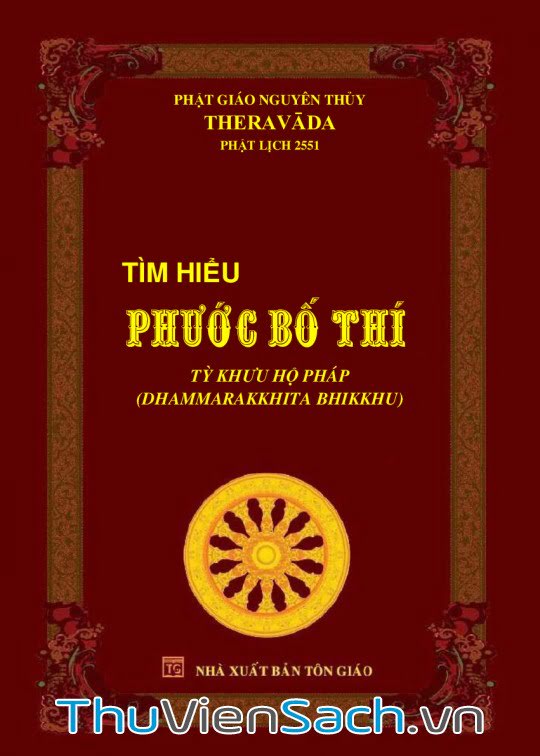 PHẬT GIÁO NGUYÊN THỦY
THERAVĀDA
PHẬT LỊCH 2551
TÌM HIỂU
PHƯỚC BỐ THÍ
TỲ KHƯU HỘ PHÁP
(DHAMMARAKKHITA BHIKKHU)
TG NHÀ XUẤT BẢN TÔN GIÁO
ThuVienSach.vn